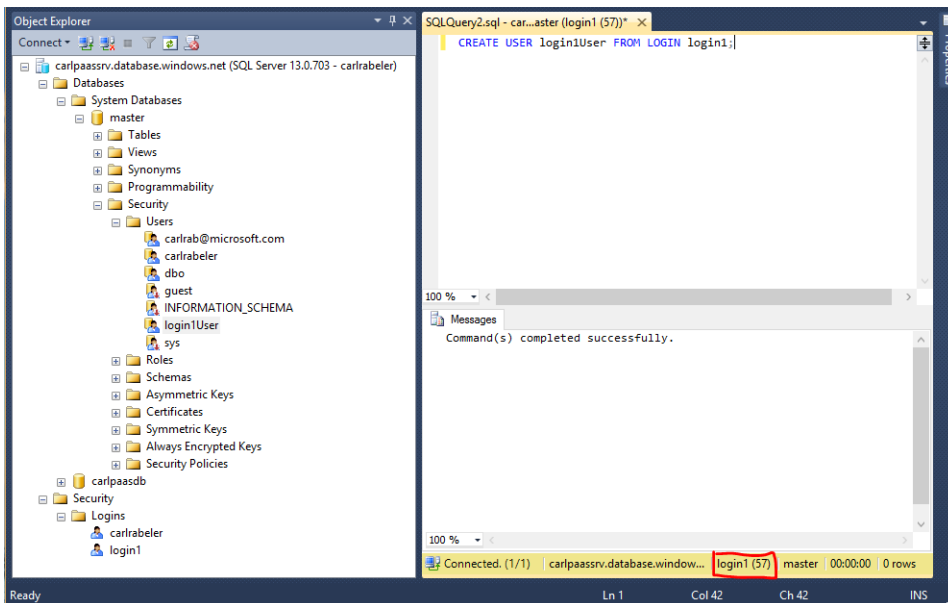 Object Explorer
Connect
carlpaassrv.database.windows.net (SQL Server 13.0.703 - carlrabeler)
Databases
System Databases
master
Tables
Views
Synonyms
Programmability
Security
Users
carlrab@microsoft.com
carlrabeler
dbo
guest
INFORMATION_SCHEMA
login1User
sys
Roles
Schemas
Asymmetric Keys
Certificates
Symmetric Keys
Always Encrypted Keys
Security Policies
carlpaasdb
Security
Logins
carlrabeler
login1
SQLQuery2.sql - car...aster (login1 (57))*
CREATE USER login1User FROM LOGIN login1;
100 %
Messages
Command(s) completed successfully.
100 %
Connected. (1/1) carlpaassrv.database.window... login1 (57) master 00:00:00 0 rows
Properties
Ready Ln 1 Col 42 Ch 42 INS